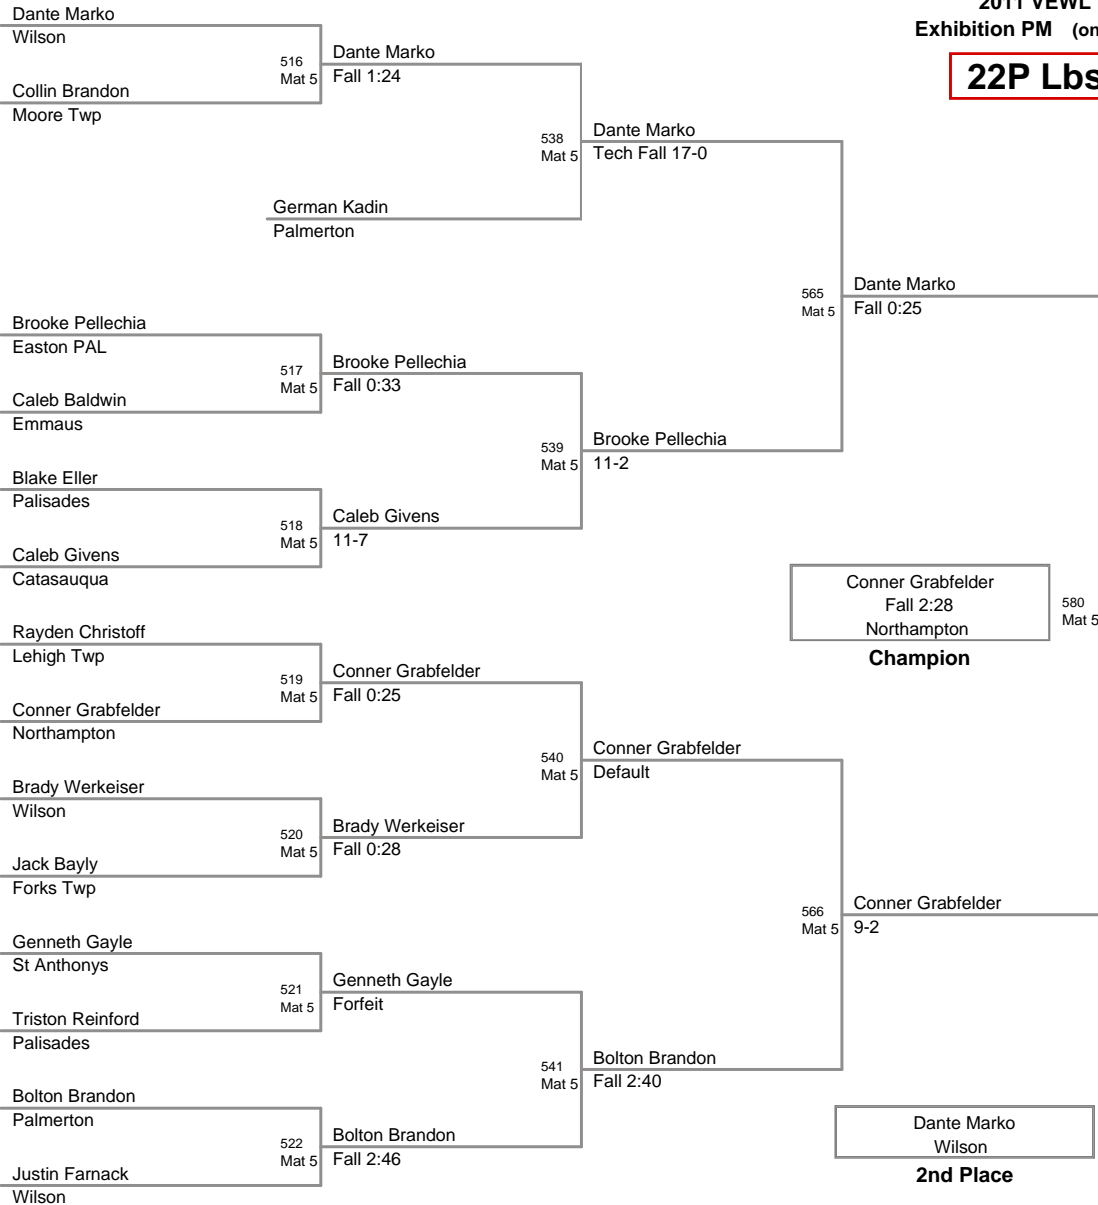 2011 VEWL
Exhibition PM (on
22P Lbs
Dante Marko
Wilson
516
Mat 5
Dante Marko
Fall 1:24
Collin Brandon
Moore Twp
538
Mat 5
Dante Marko
Tech Fall 17-0
German Kadin
Palmerton
565
Mat 5
Dante Marko
Fall 0:25
Brooke Pellechia
Easton PAL
517
Mat 5
Brooke Pellechia
Fall 0:33
Caleb Baldwin
Emmaus
539
Mat 5
Brooke Pellechia
11-2
Blake Eller
Palisades
518
Mat 5
Caleb Givens
11-7
Caleb Givens
Catasauqua
Conner Grabfelder
Fall 2:28
Northampton
580
Mat 5
Champion
Rayden Christoff
Lehigh Twp
519
Mat 5
Conner Grabfelder
Fall 0:25
Conner Grabfelder
Northampton
540
Mat 5
Conner Grabfelder
Default
Brady Werkeiser
Wilson
520
Mat 5
Brady Werkeiser
Fall 0:28
Jack Bayly
Forks Twp
566
Mat 5
Conner Grabfelder
9-2
Genneth Gayle
St Anthonys
521
Mat 5
Genneth Gayle
Forfeit
Triston Reinford
Palisades
541
Mat 5
Bolton Brandon
Fall 2:40
Bolton Brandon
Palmerton
522
Mat 5
Bolton Brandon
Fall 2:46
Justin Farnack
Wilson
Dante Marko
Wilson
2nd Place